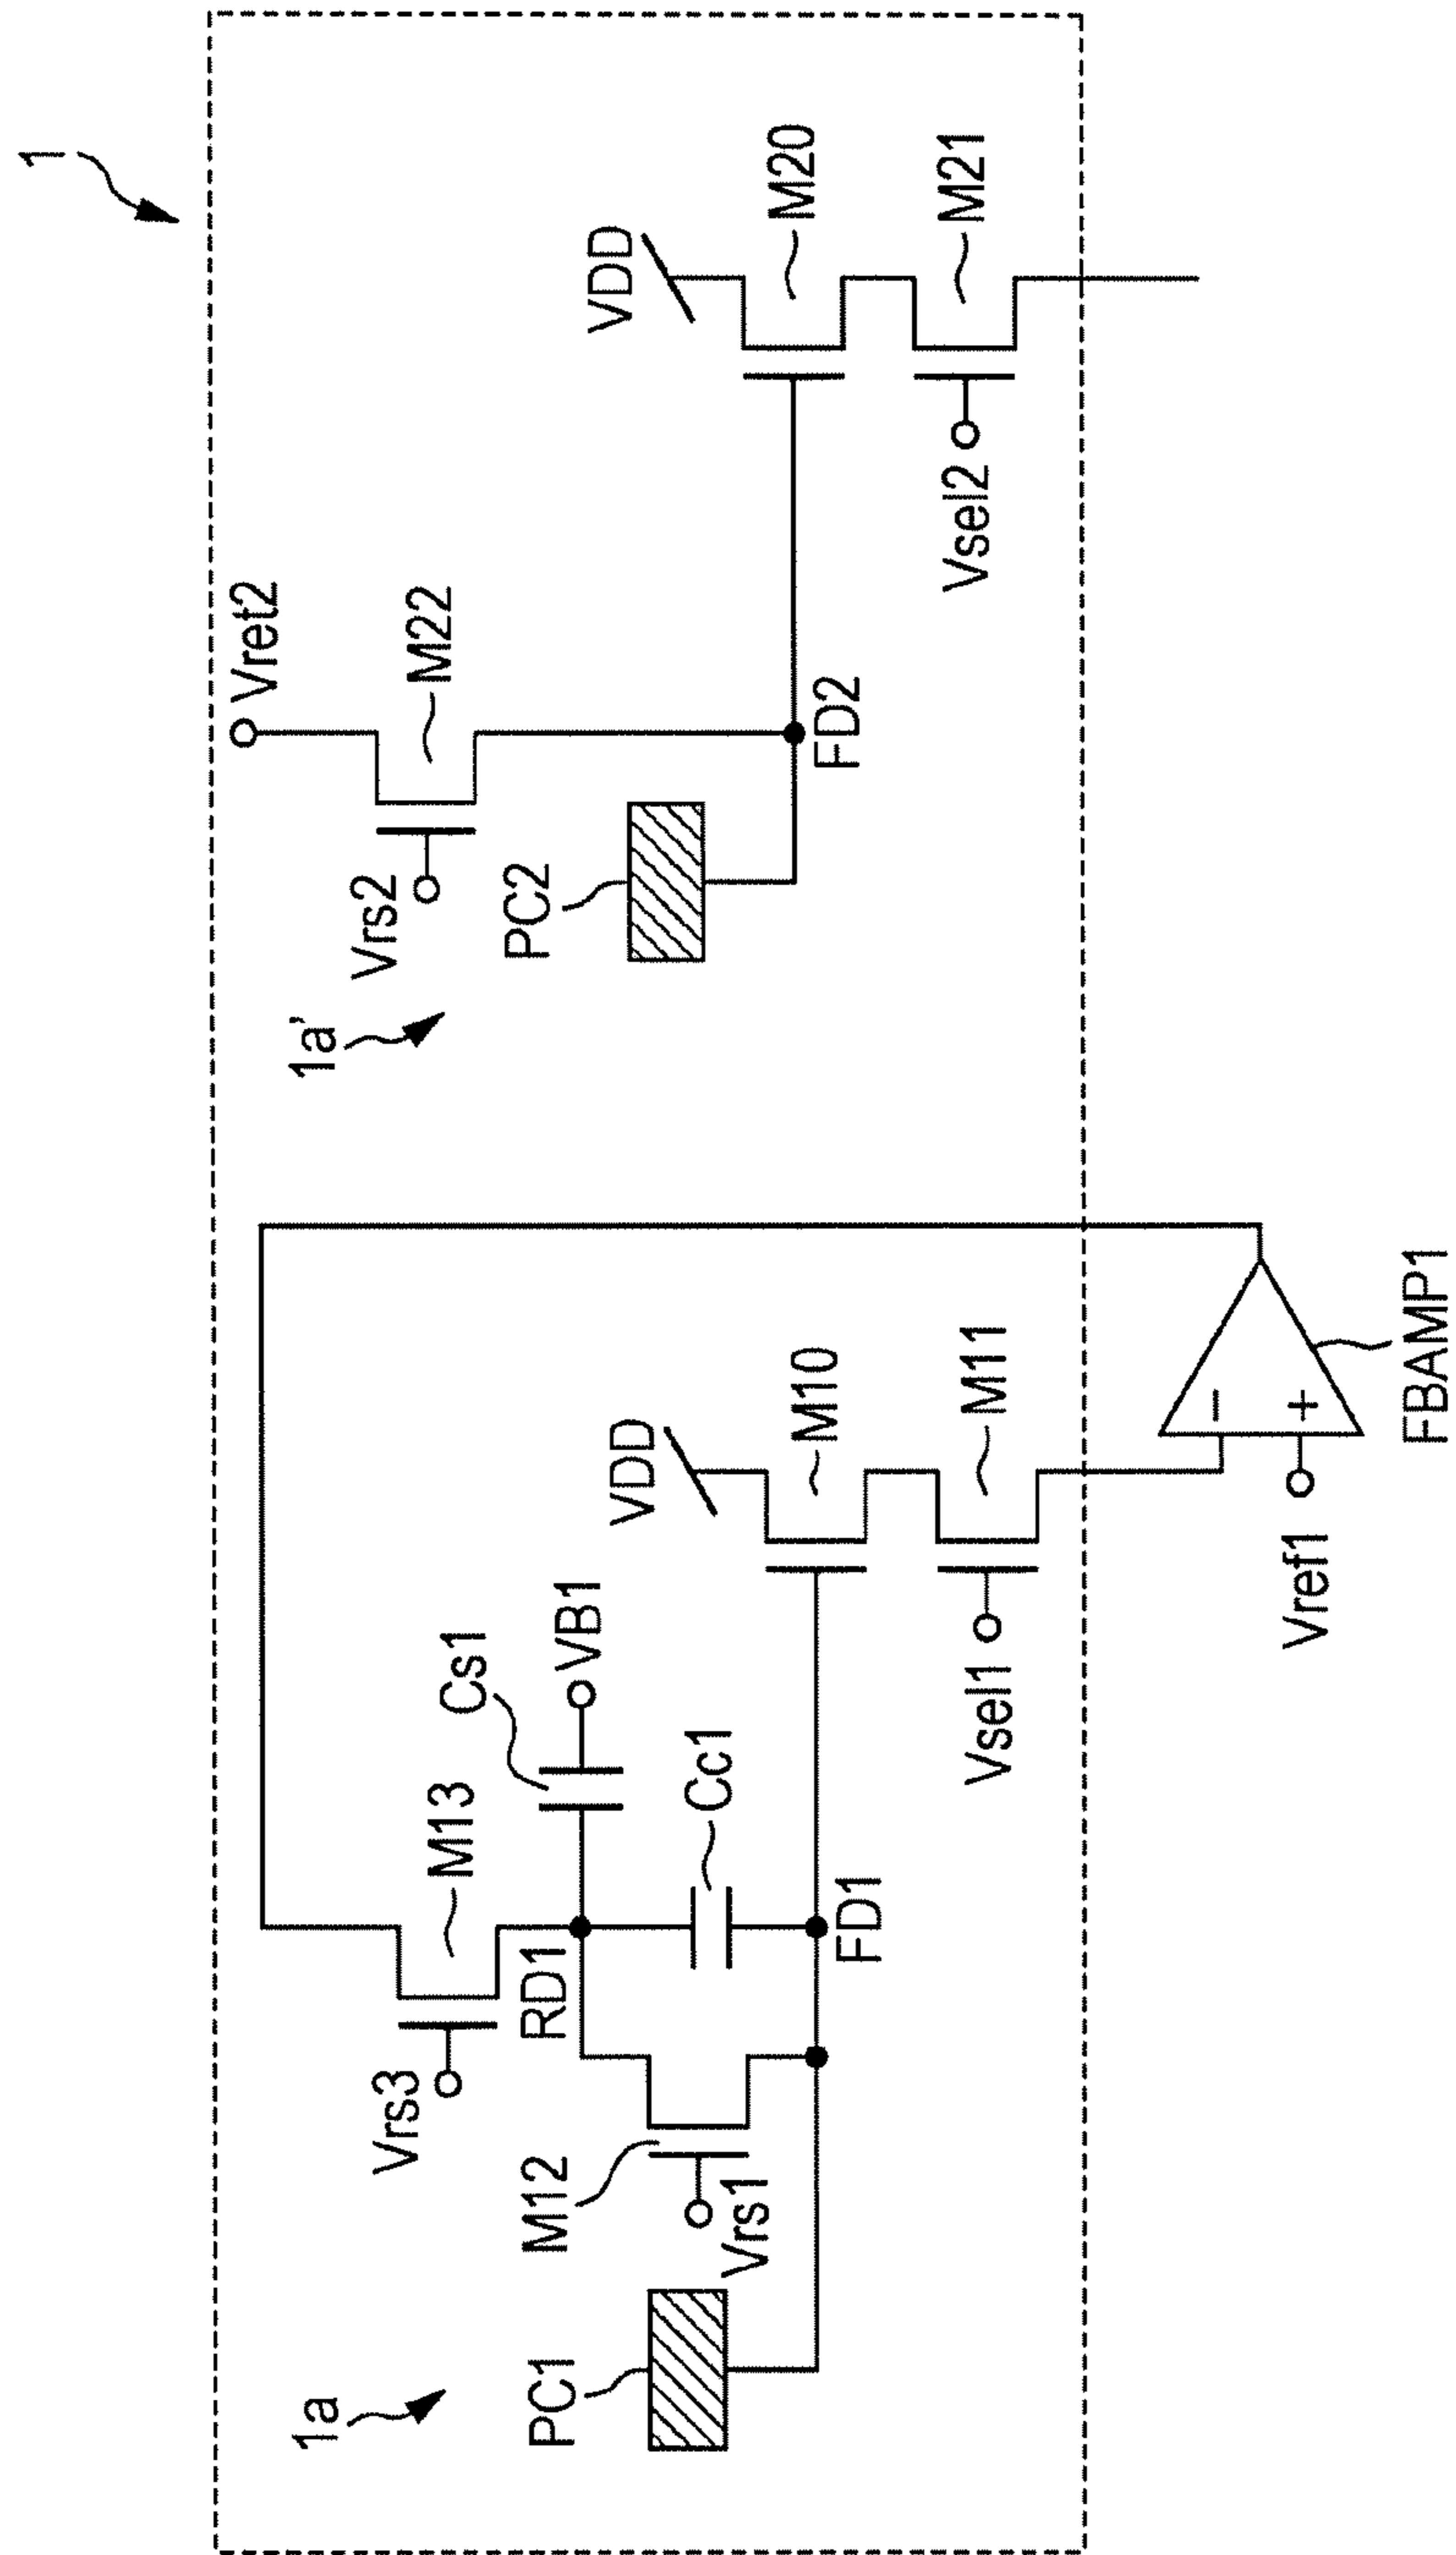 1
1a
1a'
Vrs3
M13
RD1
Cs1
VB1
M12
Vrs1
Cc1
PC1
FD1
VDD
M10
M11
Vsel1
Vref1
FBAMP1
−
+
Vret2
Vrs2
M22
PC2
FD2
VDD
M20
M21
Vsel2